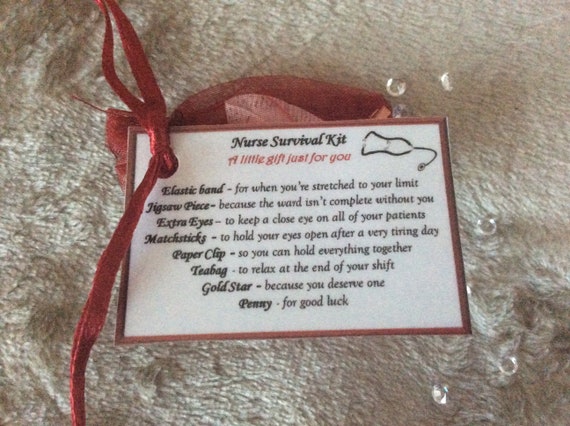 Nurse Survival Kit
A little gift just for you
Elastic band - for when you're stretched to your limit
Jigsaw Piece - because the ward isn't complete without you
Extra Eyes - to keep a close eye on all of your patients
Matchsticks - to hold your eyes open after a very tiring day
Paper Clip - so you can hold everything together
Teabag - to relax at the end of your shift
Gold Star - because you deserve one
Penny - for good luck